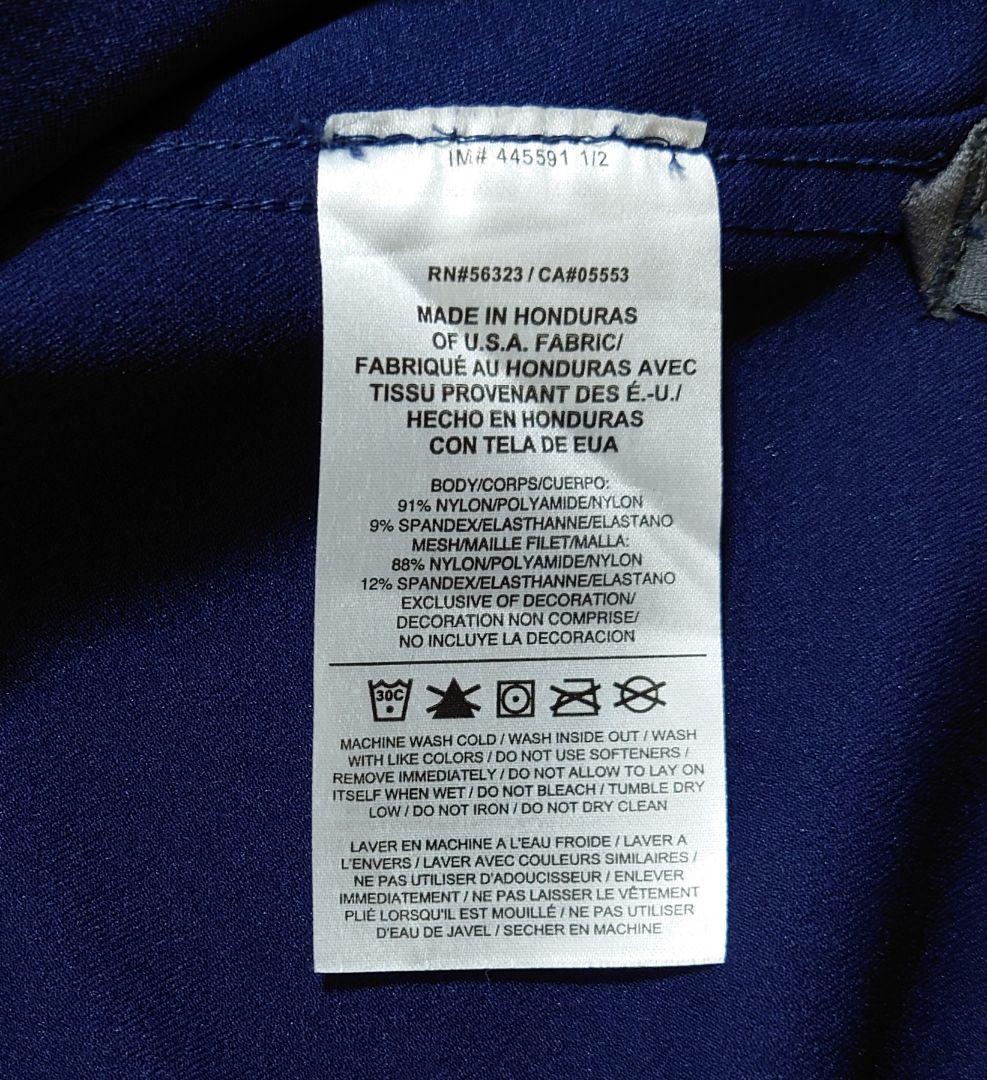 IM# 445591 1/2
RN#56323 / CA#05553
MADE IN HONDURAS
OF U.S.A. FABRIC/
FABRIQUÉ AU HONDURAS AVEC
TISSU PROVENANT DES É.-U./
HECHO EN HONDURAS
CON TELA DE EUA
BODY/CORPS/CUERPO:
91% NYLON/POLYAMIDE/NYLON
9% SPANDEX/ELASTHANNE/ELASTANO
MESH/MAILLE FILET/MALLA:
88% NYLON/POLYAMIDE/NYLON
12% SPANDEX/ELASTHANNE/ELASTANO
EXCLUSIVE OF DECORATION/
DECORATION NON COMPRISE/
NO INCLUYE LA DECORACION
30C
MACHINE WASH COLD / WASH INSIDE OUT / WASH
WITH LIKE COLORS / DO NOT USE SOFTENERS /
REMOVE IMMEDIATELY / DO NOT ALLOW TO LAY ON
ITSELF WHEN WET / DO NOT BLEACH / TUMBLE DRY
LOW / DO NOT IRON / DO NOT DRY CLEAN
LAVER EN MACHINE A L'EAU FROIDE / LAVER A
L'ENVERS / LAVER AVEC COULEURS SIMILAIRES /
NE PAS UTILISER D'ADOUCISSEUR / ENLEVER
IMMEDIATEMENT / NE PAS LAISSER LE VÊTEMENT
PLIÉ LORSQU'IL EST MOUILLÉ / NE PAS UTILISER
D'EAU DE JAVEL / SECHER EN MACHINE